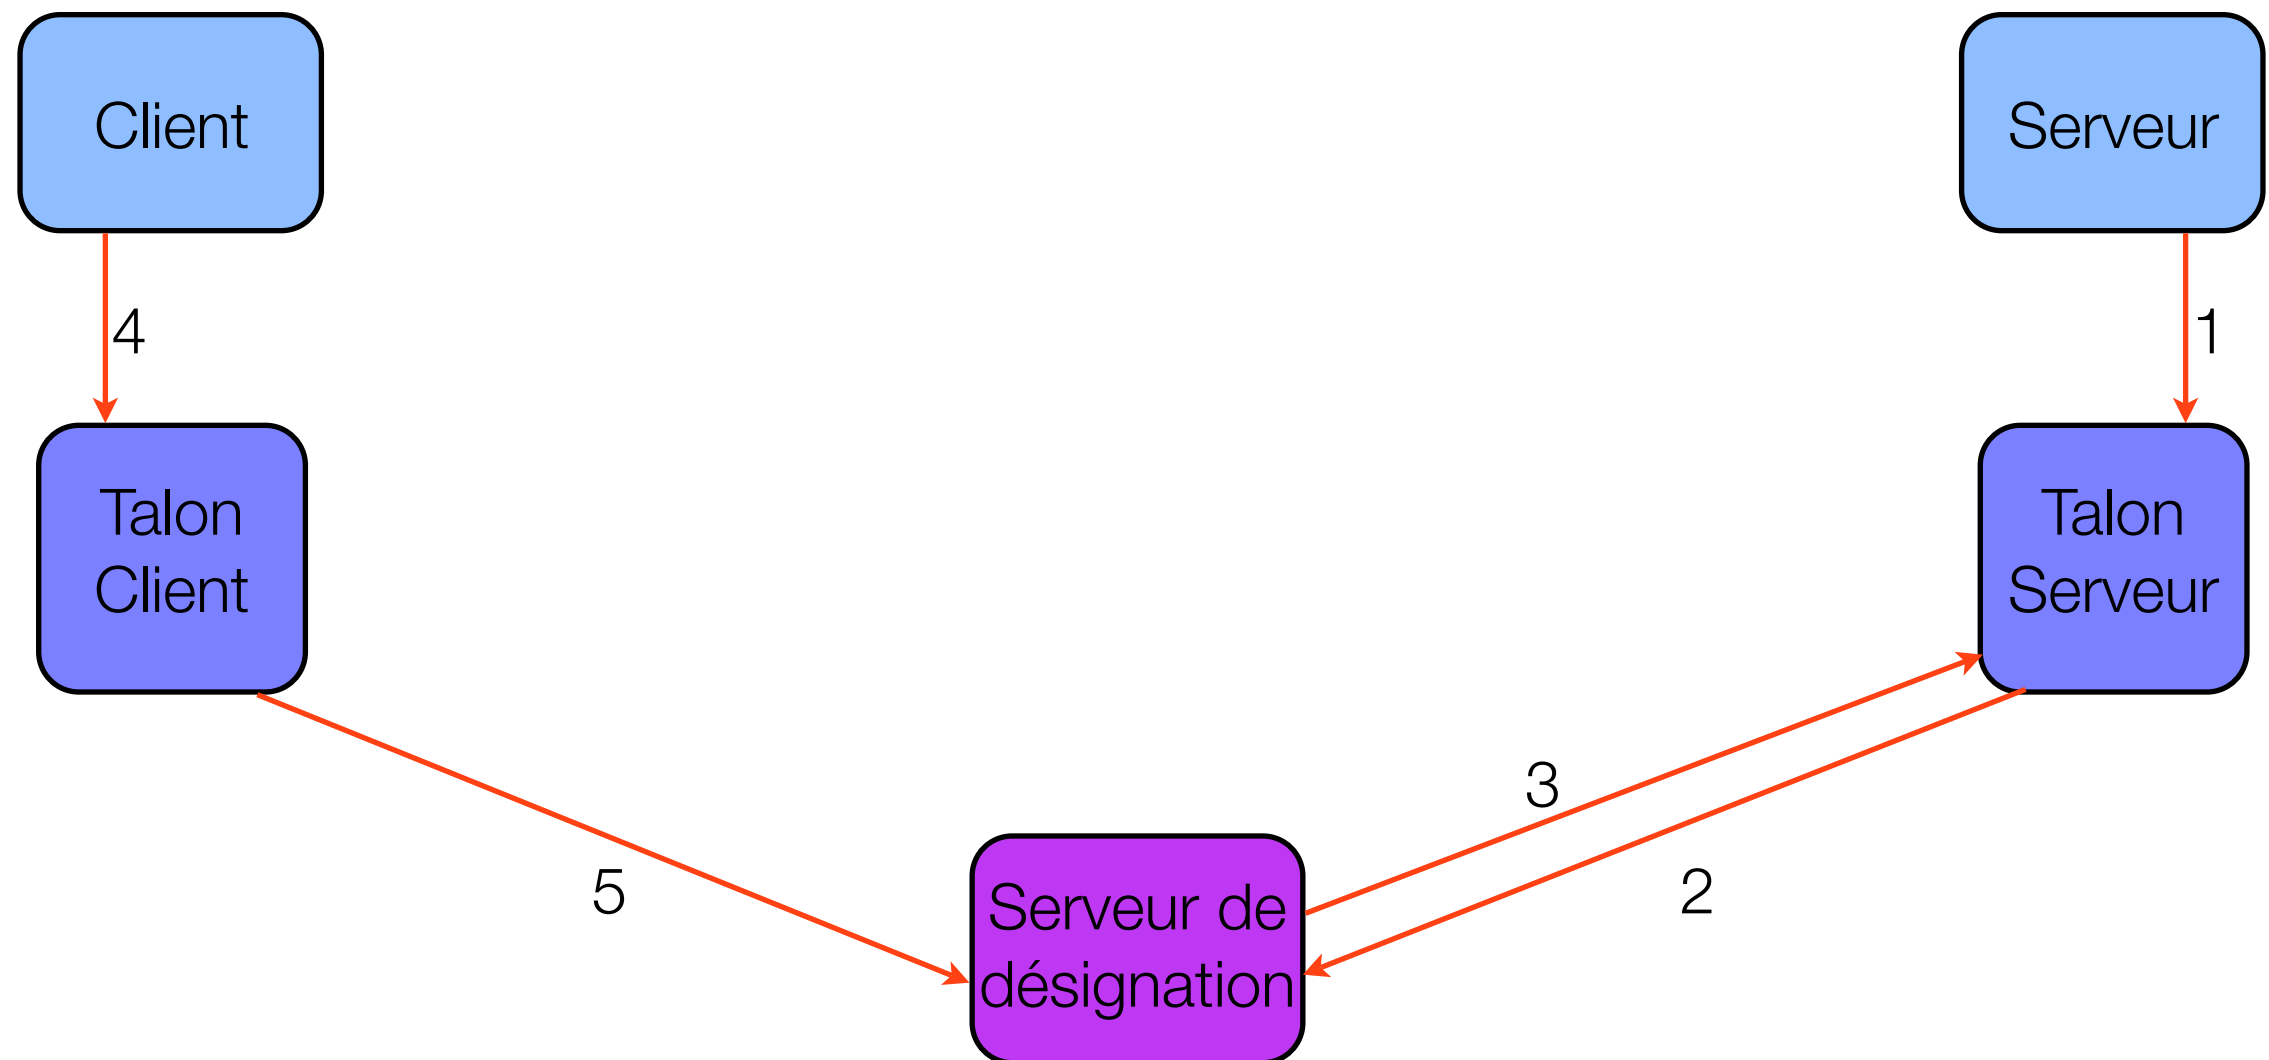 Client
Serveur
4
1
Talon
Client
Talon
Serveur
3
5
2
Serveur de
désignation